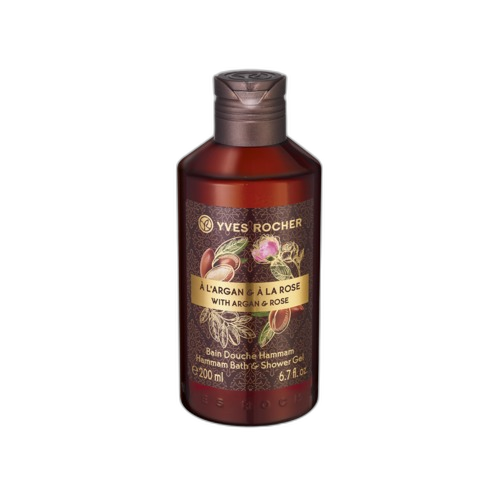 YVES ROCHER
À L'ARGAN & À LA ROSE
WITH ARGAN & ROSE
Bain Douche Hammam
Hammam Bath & Shower Gel
e 200 ml 6.7 fl. oz